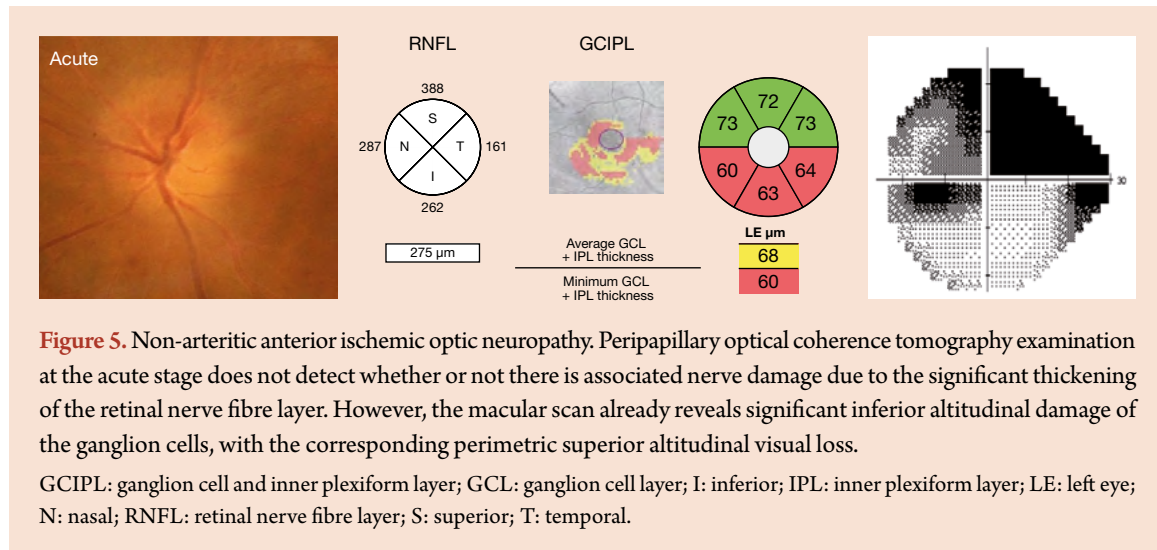 Acute
RNFL
GCIPL
388
S
287 N T 161
I
262
275 µm
72
73 73
60 64
63
Average GCL
+ IPL thickness
Minimum GCL
+ IPL thickness
LE µm
68
60
30
Figure 5. Non-arteritic anterior ischemic optic neuropathy. Peripapillary optical coherence tomography examination
at the acute stage does not detect whether or not there is associated nerve damage due to the significant thickening
of the retinal nerve fibre layer. However, the macular scan already reveals significant inferior altitudinal damage of
the ganglion cells, with the corresponding perimetric superior altitudinal visual loss.
GCIPL: ganglion cell and inner plexiform layer; GCL: ganglion cell layer; I: inferior; IPL: inner plexiform layer; LE: left eye;
N: nasal; RNFL: retinal nerve fibre layer; S: superior; T: temporal.